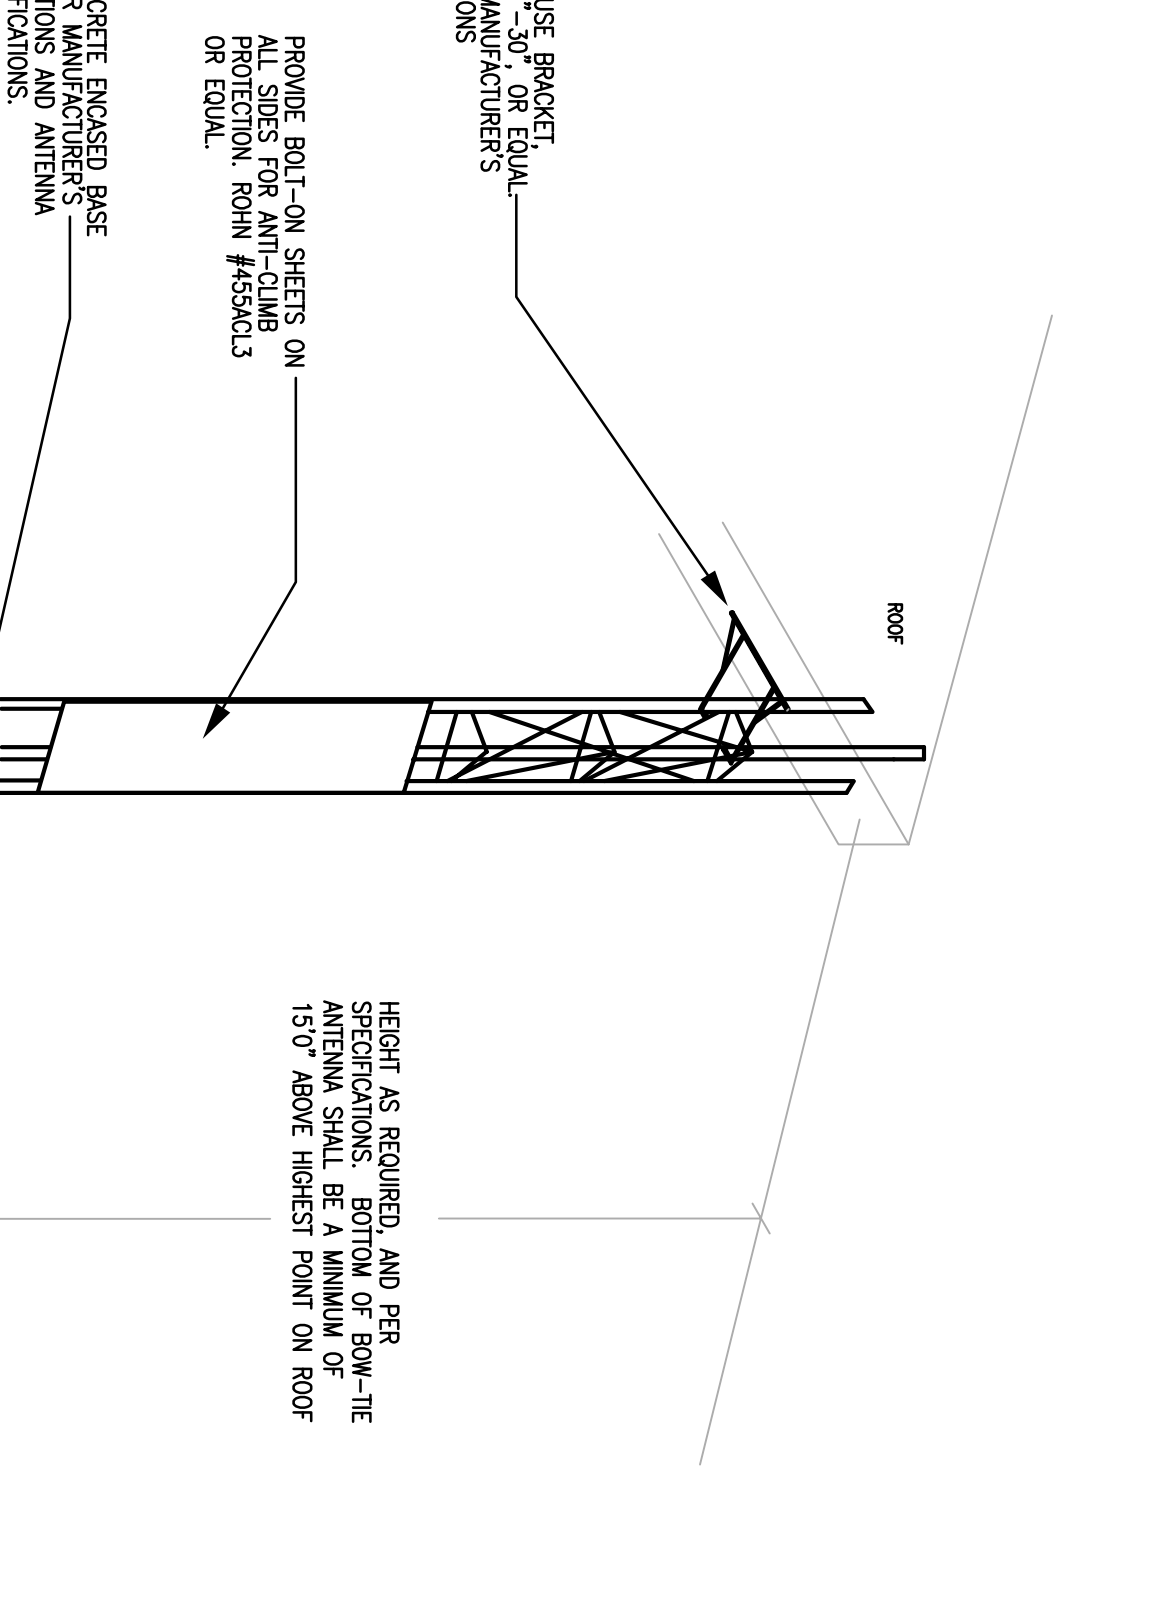 USE BRACKET,
"-30", OR EQUAL.
MANUFACTURER'S
ONS
ROOF
PROVIDE BOLT-ON SHEETS ON
ALL SIDES FOR ANTI-CLIMB
PROTECTION. ROHN #455ACL3
OR EQUAL.
CRETE ENCASED BASE
R MANUFACTURER'S
TIONS AND ANTENNA
FICATIONS.
HEIGHT AS REQUIRED, AND PER
SPECIFICATIONS. BOTTOM OF BOW-TIE
ANTENNA SHALL BE A MINIMUM OF
15'0" ABOVE HIGHEST POINT ON ROOF